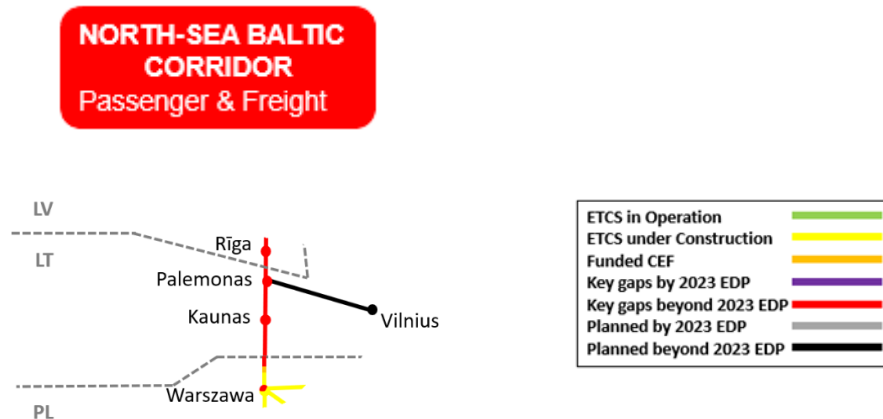 NORTH-SEA BALTIC
CORRIDOR
Passenger & Freight
LV
LT
Rīga
Palemonas
Kaunas
Vilnius
Warszawa
PL
ETCS in Operation
ETCS under Construction
Funded CEF
Key gaps by 2023 EDP
Key gaps beyond 2023 EDP
Planned by 2023 EDP
Planned beyond 2023 EDP